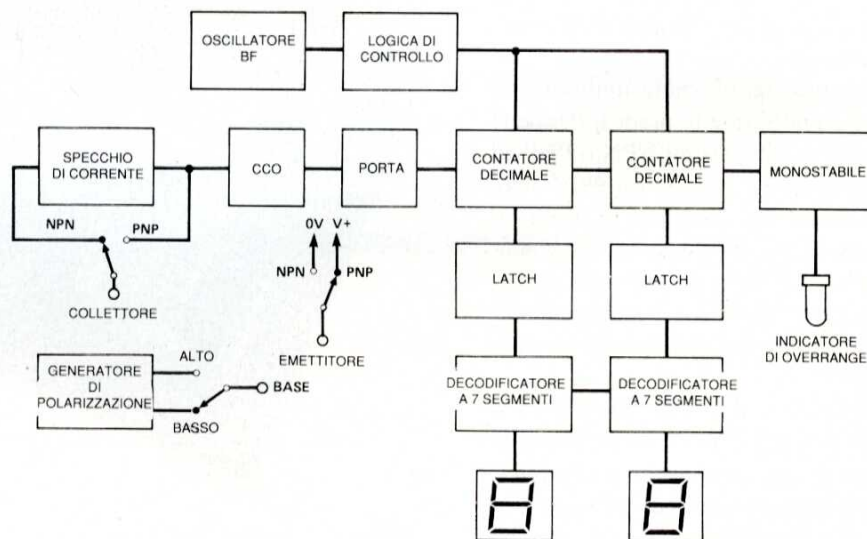 OSCILLATORE
BF
LOGICA DI
CONTROLLO
SPECCHIO
DI CORRENTE
CCO
PORTA
CONTATORE
DECIMALE
CONTATORE
DECIMALE
MONOSTABILE
NPN
PNP
COLLETTORE
0V V+
NPN
PNP
EMETTITORE
LATCH
LATCH
INDICATORE
DI OVERRANGE
GENERATORE
DI
POLARIZZAZIONE
ALTO
BASE
BASSO
DECODIFICATORE
A 7 SEGMENTI
DECODIFICATORE
A 7 SEGMENTI
8
8